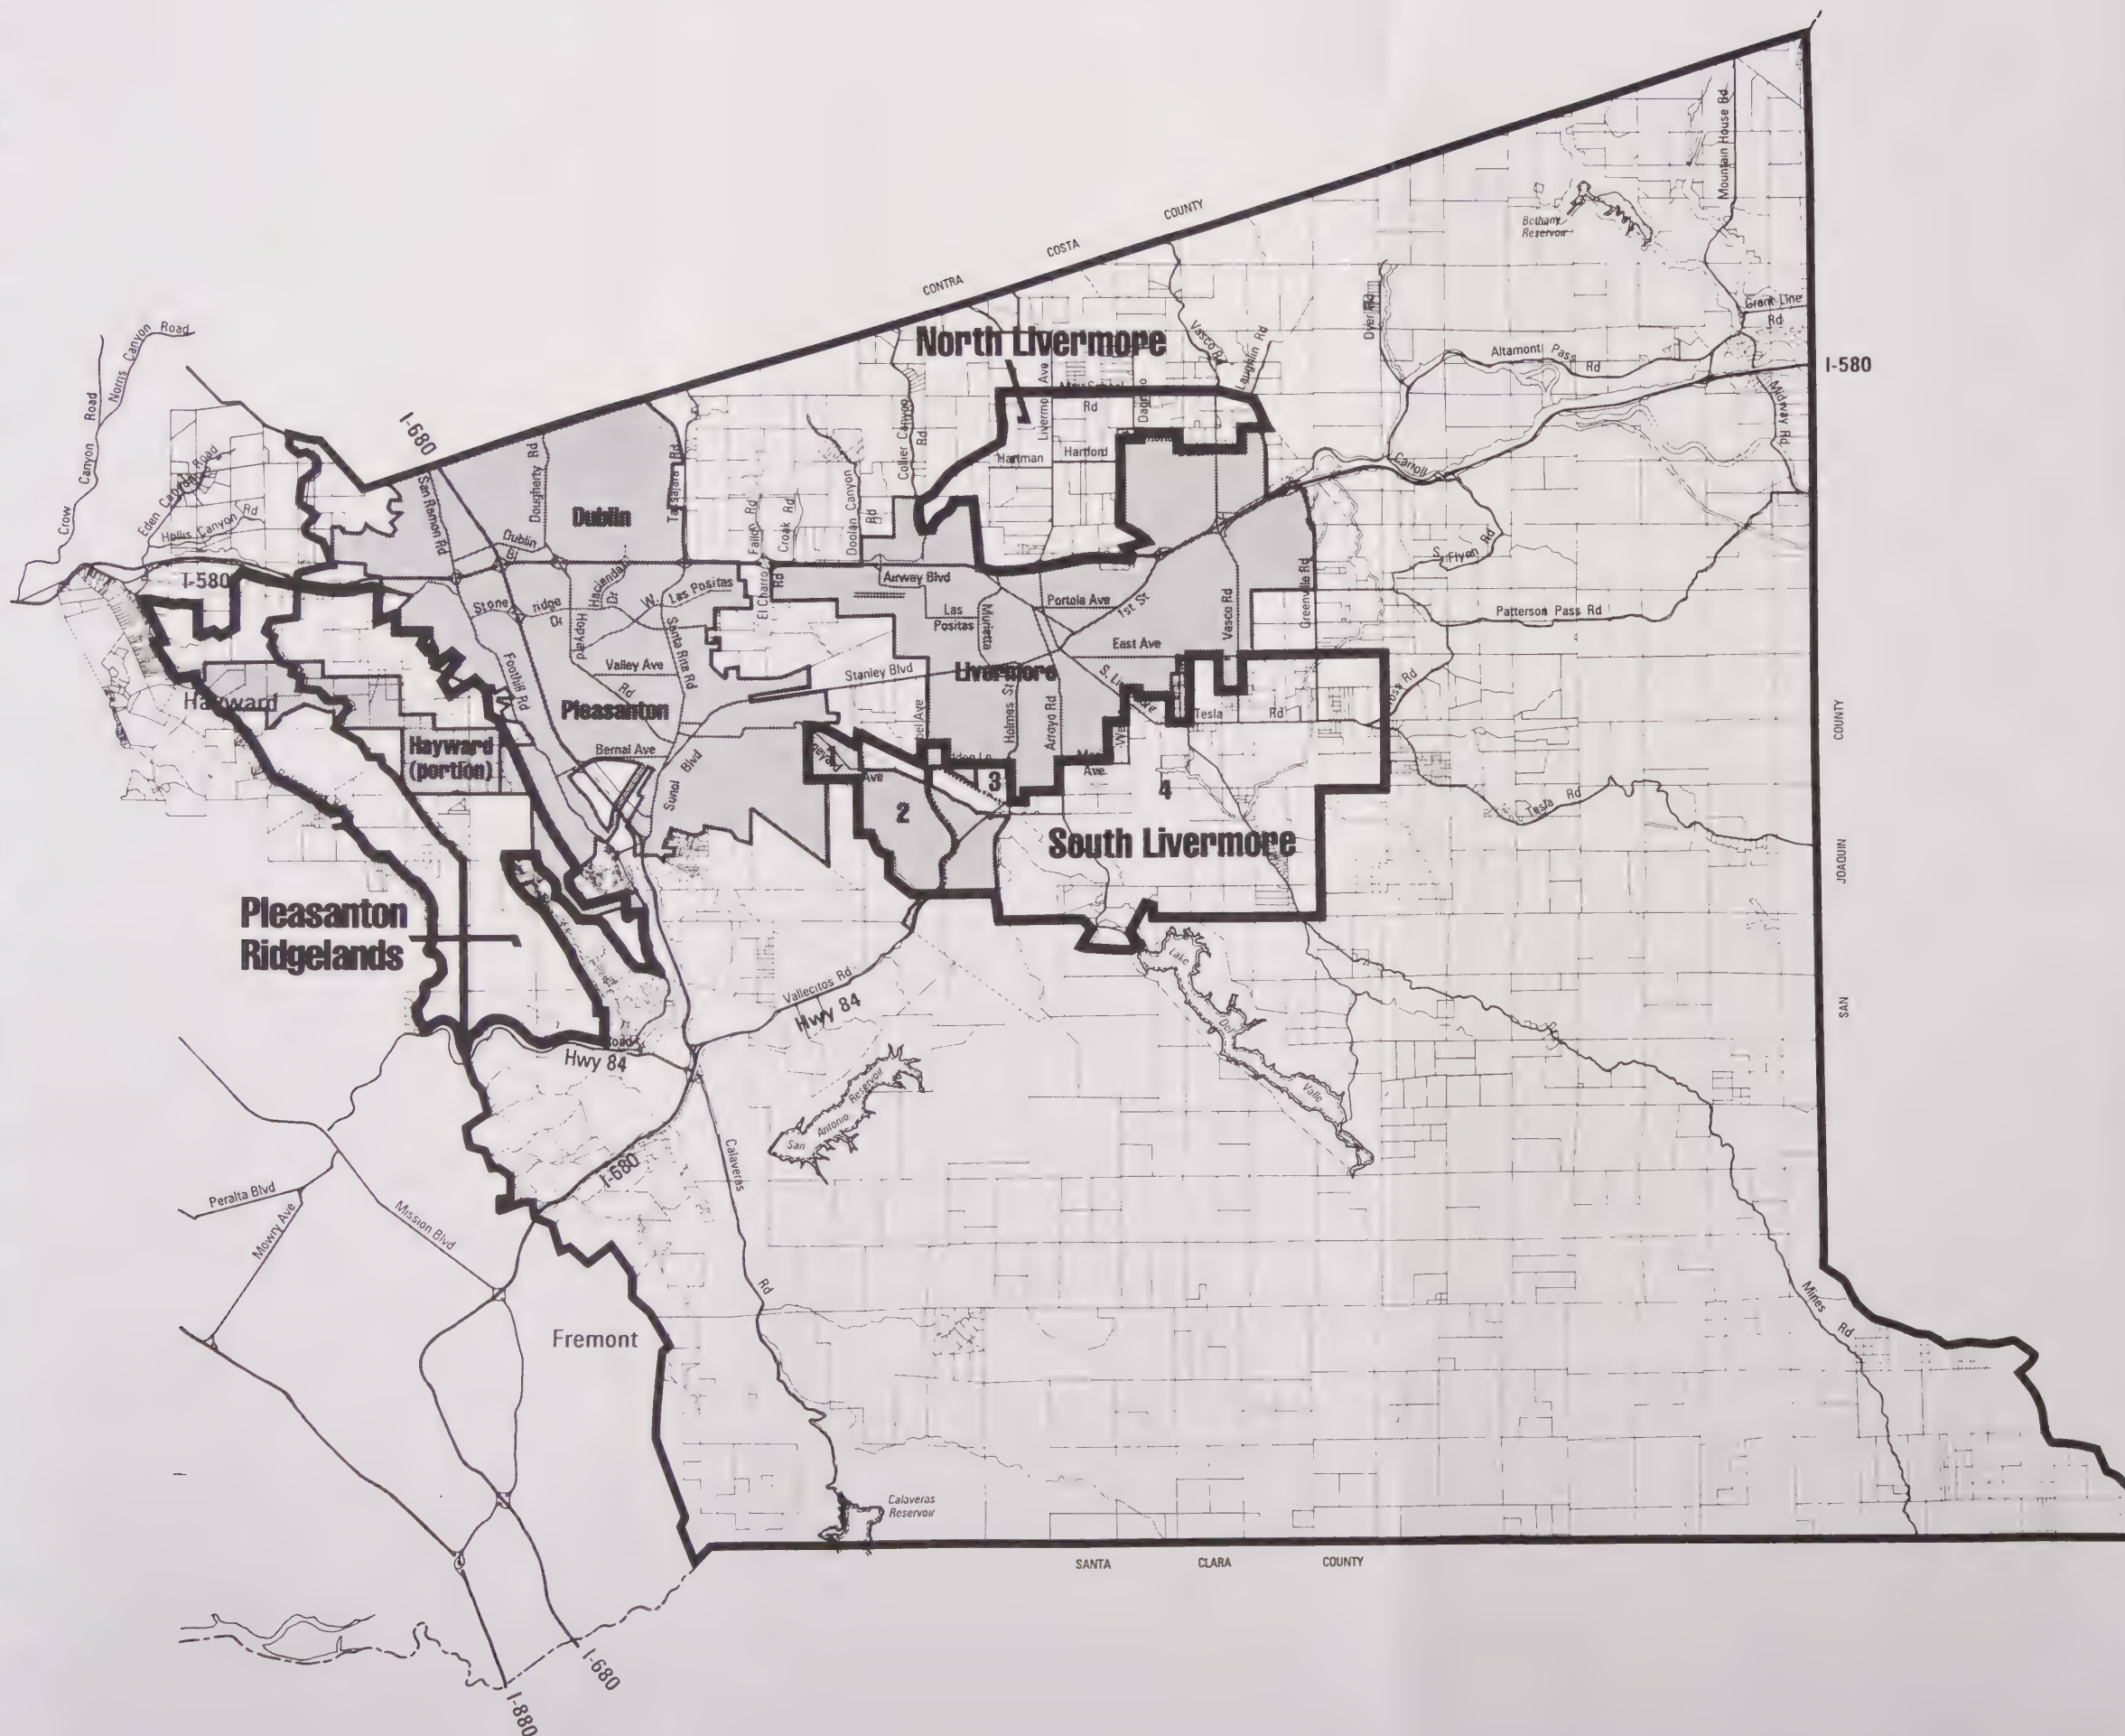 CONTRA
COSTA
COUNTY
Mountain House Rd
Bethany
Reservoir
Grant Line
Rd
I-580
Altamont Pass
Rd
Midway Rd
Dyer Rd
Vasco Rd
Laughlin Rd
North Livermore
Livermore Ave
Rd
Hartman
Hartford
Collier Canyon
Rd
Doolan Canyon
Rd
Croak Rd
Fallon Rd
Tassajara Rd
Dougherty Rd
Dublin
Dublin
Bl
San Ramon Rd
I-680
Norris Canyon Road
Crow Canyon Road
Eden Canyon Road
Hollis Canyon Rd
I-580
Carroll
Flynn Rd
Patterson Pass Rd
Greenville Rd
Vasco Rd
Airway Blvd
Portola Ave
1st St
Las
Positas
Murietta
East Ave
El Charro
Rd
W. Las Positas
Hacienda
Dr
Stone ridge
Dr
Hopyard
Rd
Santa Rita Rd
Valley Ave
Foothill Rd
Stanley Blvd
Livermore
Holmes St
Arroyo Rd
Tesla Rd
Ave
Ave
Pleasanton
Bernal Ave
Sunol Blvd
Hayward
Hayward
(portion)
1
2
3
4
South Livermore
Tesla Rd
Pleasanton
Ridgelands
Vallecitos Rd
Hwy 84
Road
Hwy 84
Lake
Del
Valle
San
Antonio
Reservoir
I-680
Calaveras
Rd
Peralta Blvd
Mowry Ave
Mission Blvd
Fremont
Mines
Rd
Calaveras
Reservoir
SAN
JOAQUIN
COUNTY
SANTA
CLARA
COUNTY
I-680
I-880